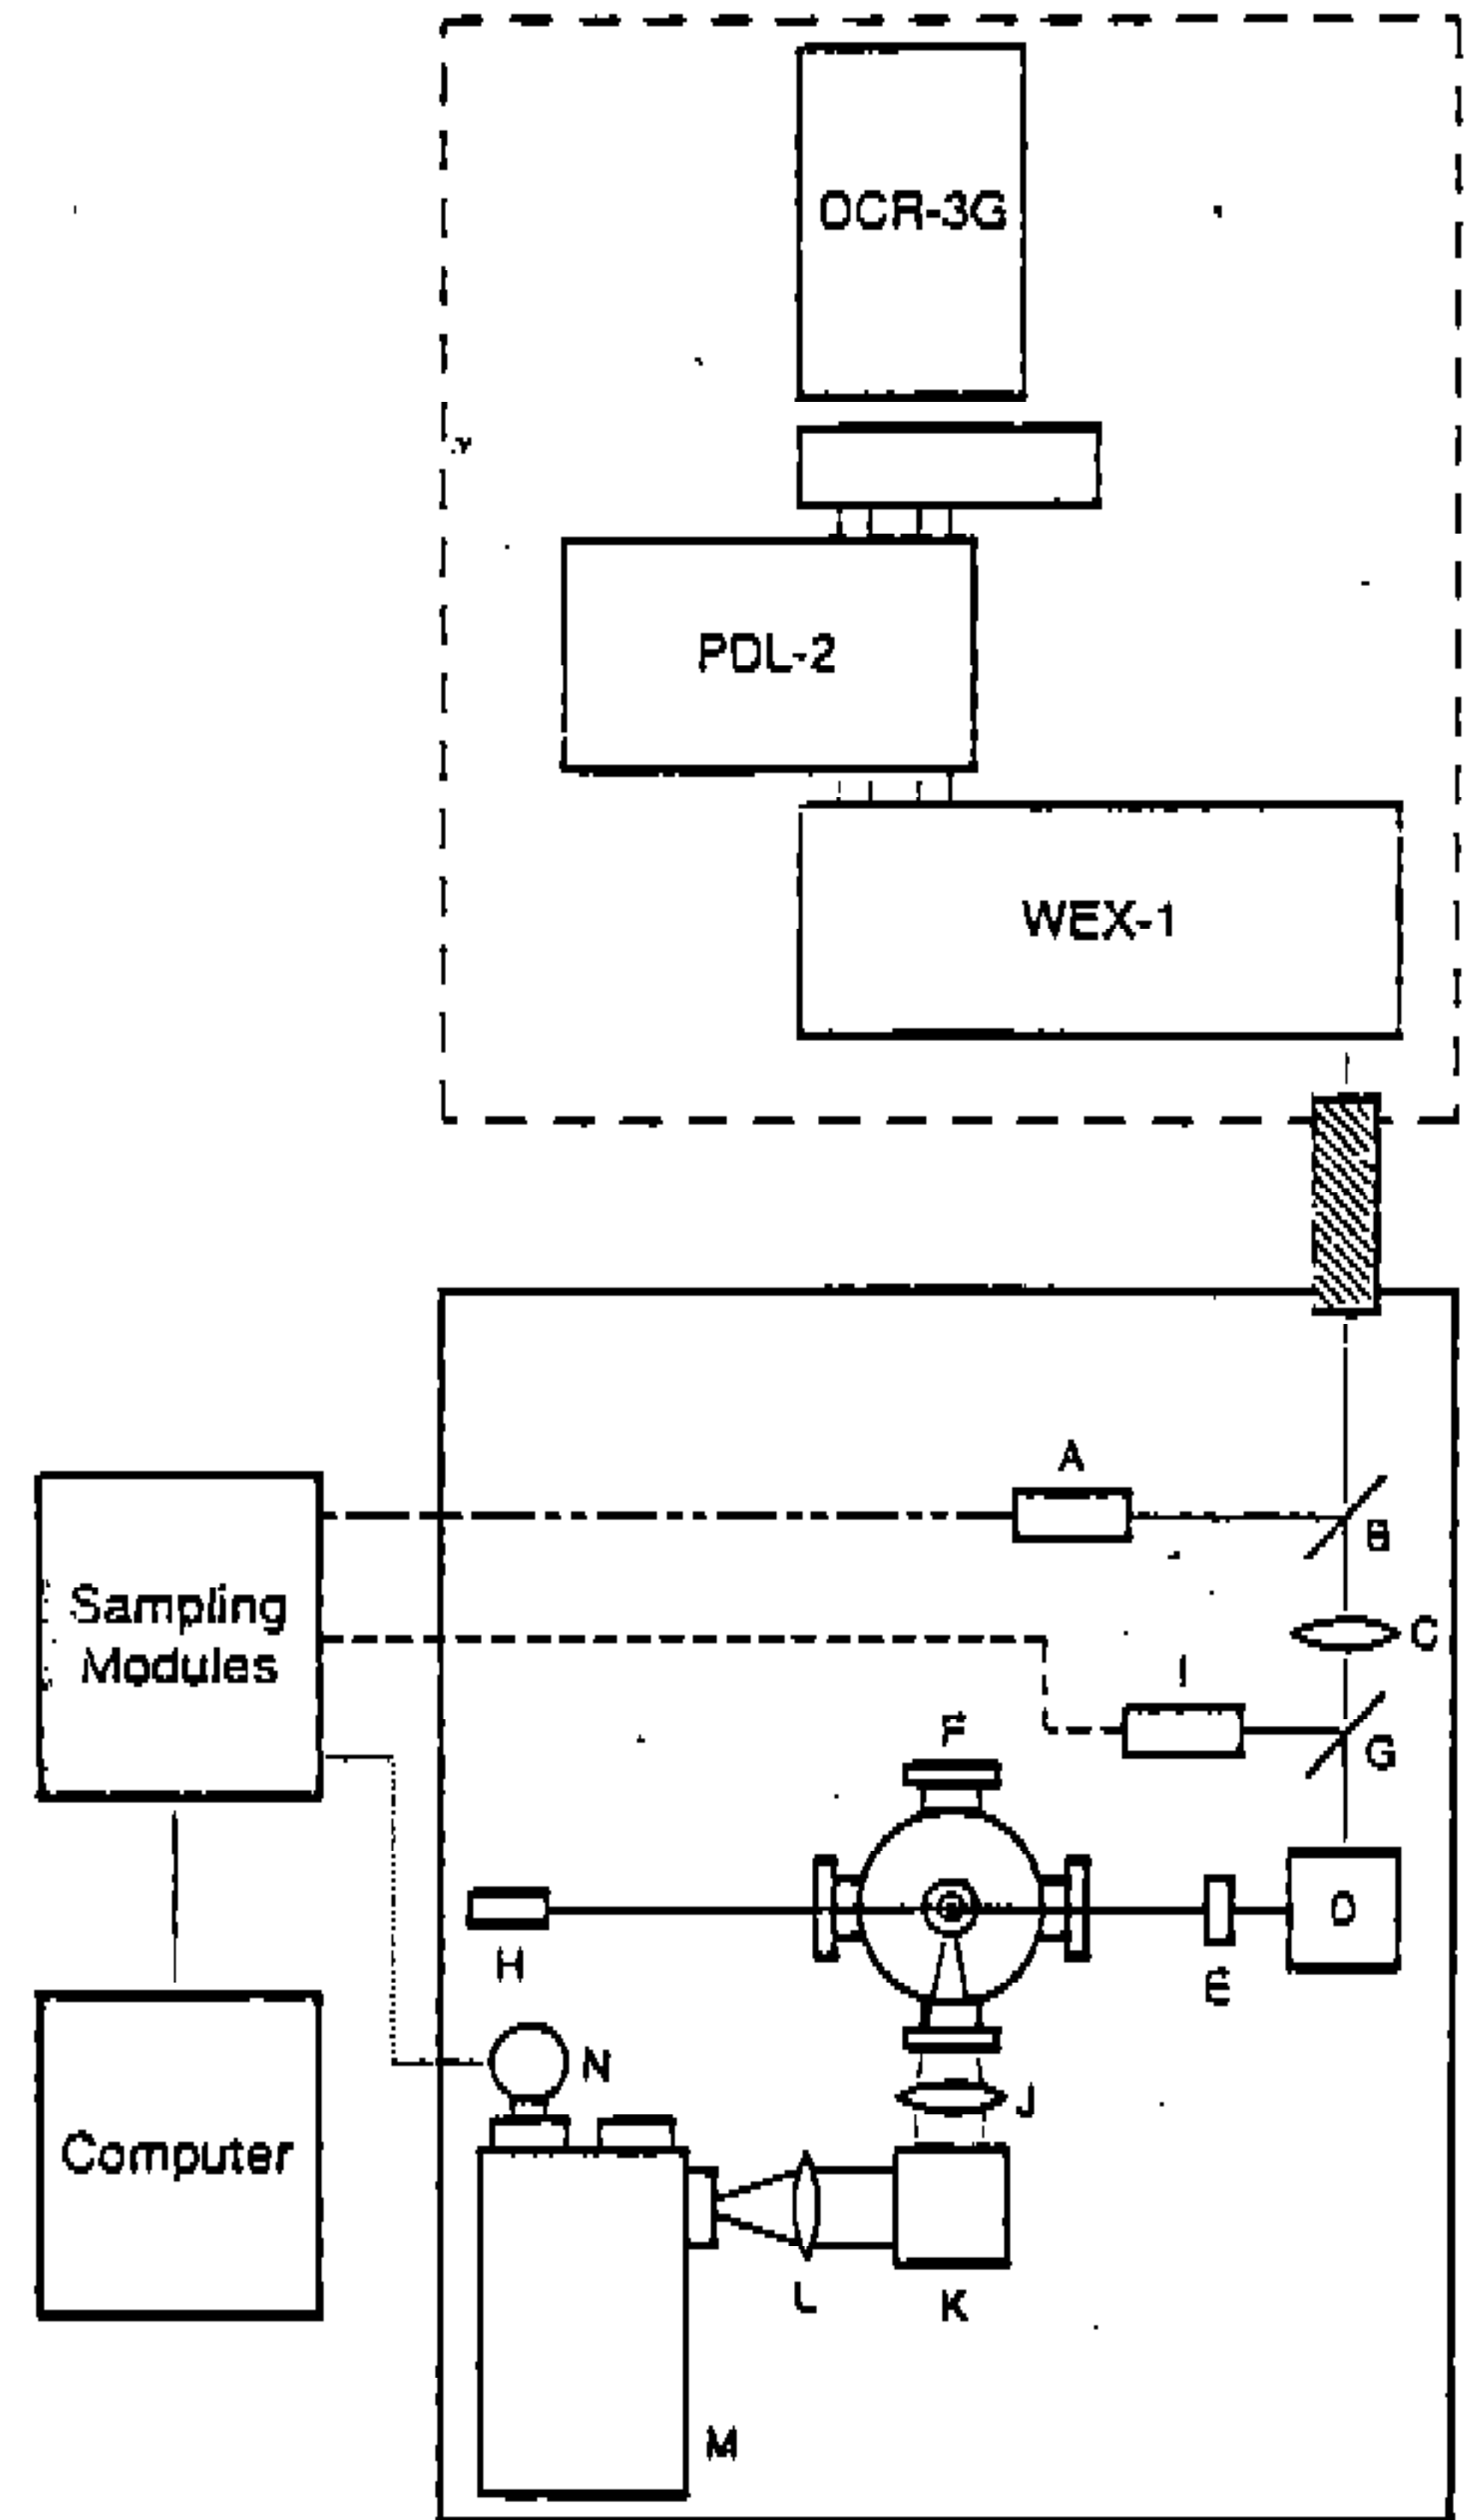 DCR-3G
PDL-2
WEX-1
A
B
Sampling
Modules
C
I
F
G
D
H
E
N
J
Computer
L
K
M